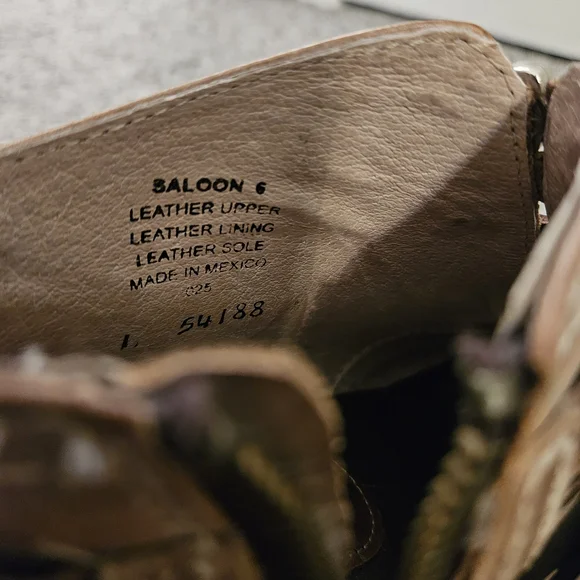 SALOON 6
LEATHER UPPER
LEATHER LINING
LEATHER SOLE
MADE IN MEXICO
025
54188